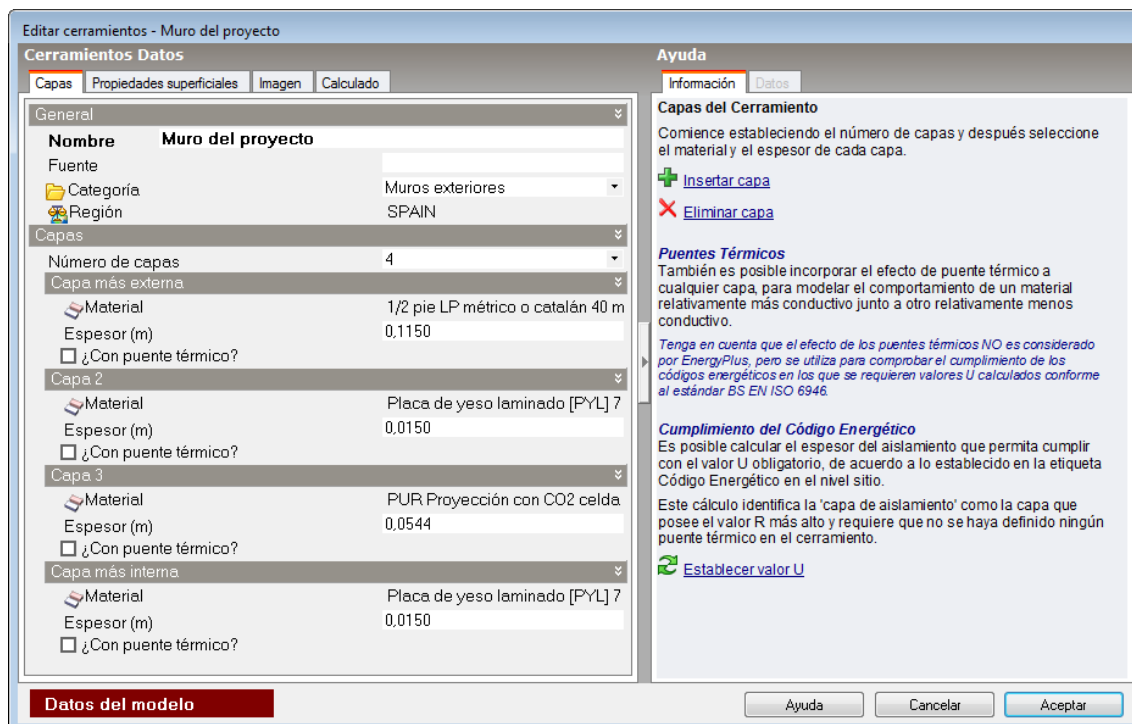 Editar cerramientos - Muro del proyecto
Cerramientos Datos
Capas Propiedades superficiales Imagen Calculado
General
Nombre Muro del proyecto
Fuente
Categoría Muros exteriores
Región SPAIN
Capas
Número de capas 4
Capa más externa
Material 1/2 pie LP métrico o catalán 40 m
Espesor (m) 0,1150
¿Con puente térmico?
Capa 2
Material Placa de yeso laminado [PYL] 7
Espesor (m) 0,0150
¿Con puente térmico?
Capa 3
Material PUR Proyección con CO2 celda
Espesor (m) 0,0544
¿Con puente térmico?
Capa más interna
Material Placa de yeso laminado [PYL] 7
Espesor (m) 0,0150
¿Con puente térmico?
Datos del modelo
Ayuda
Información Datos
Capas del Cerramiento
Comience estableciendo el número de capas y después seleccione
el material y el espesor de cada capa.
Insertar capa
Eliminar capa
Puentes Térmicos
También es posible incorporar el efecto de puente térmico a
cualquier capa, para modelar el comportamiento de un material
relativamente más conductivo junto a otro relativamente menos
conductivo.
Tenga en cuenta que el efecto de los puentes térmicos NO es considerado
por EnergyPlus, pero se utiliza para comprobar el cumplimiento de los
códigos energéticos en los que se requieren valores U calculados conforme
al estándar BS EN ISO 6946.
Cumplimiento del Código Energético
Es posible calcular el espesor del aislamiento que permita cumplir
con el valor U obligatorio, de acuerdo a lo establecido en la etiqueta
Código Energético en el nivel sitio.
Este cálculo identifica la 'capa de aislamiento' como la capa que
posee el valor R más alto y requiere que no se haya definido ningún
puente térmico en el cerramiento.
Establecer valor U
Ayuda Cancelar Aceptar